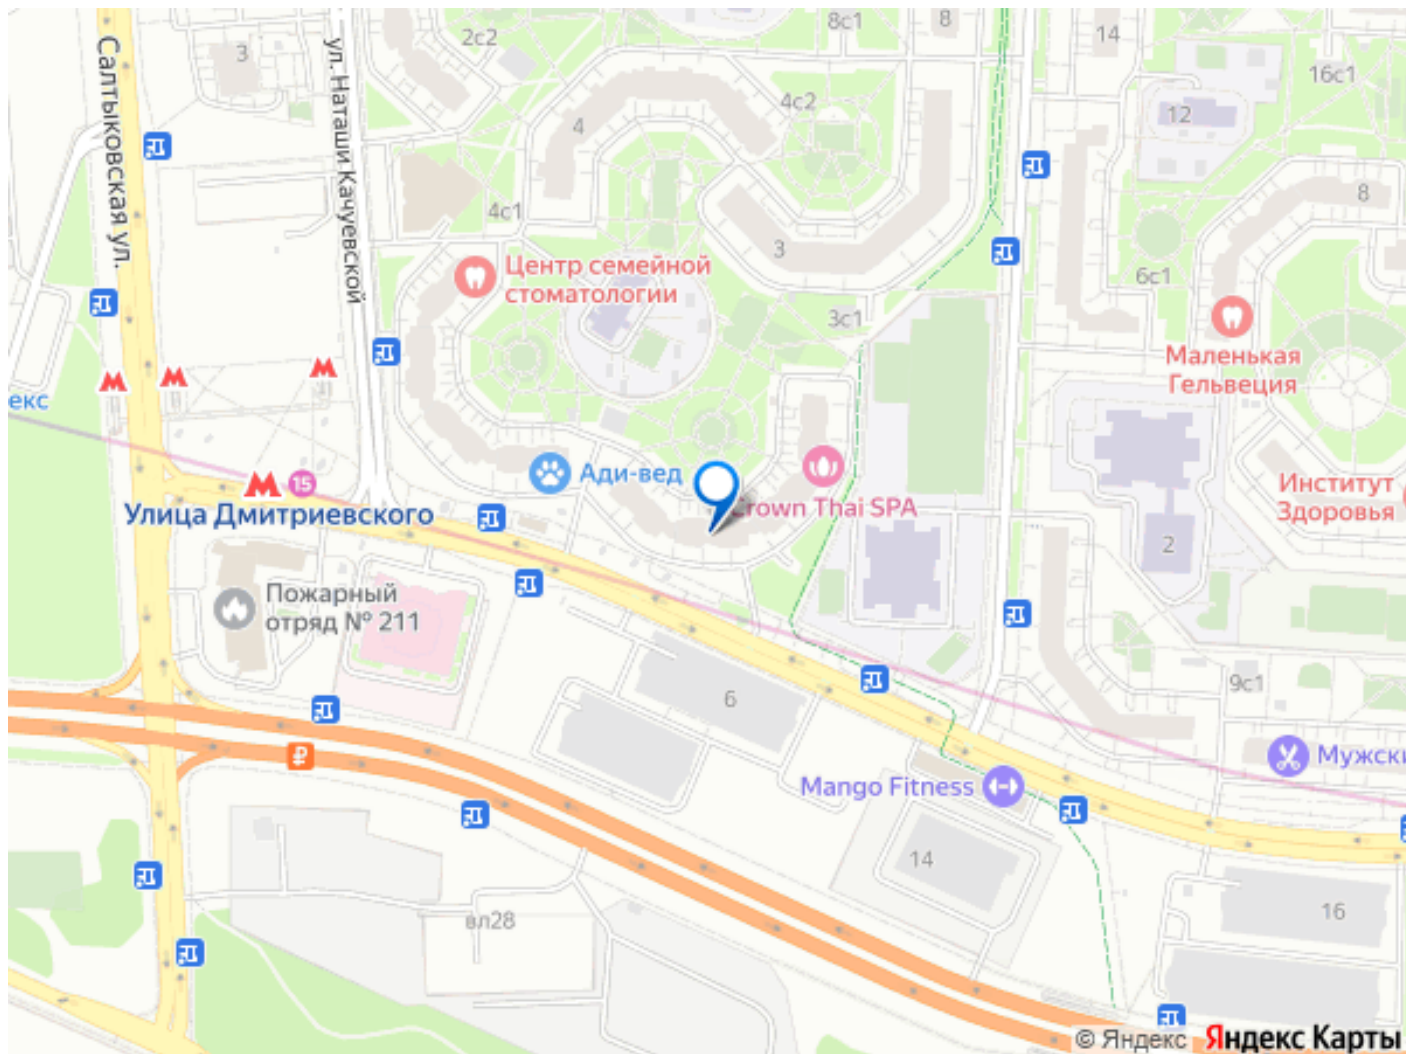 2с2
8с1
8
14
3
16с1
4с2
12
4
Салтыковская ул.
ул. Наташи Качуевской
4с1
3
8
Центр семейной
стоматологии
6с1
3с1
Маленькая
Гельвеция
екс
15
Ади-вед
Улица Дмитриевского
Crown Thai SPA
Институт
Здоровья
2
Пожарный
отряд № 211
9с1
6
Мужски
Mango Fitness
14
вл28
16
© Яндекс Яндекс Карты